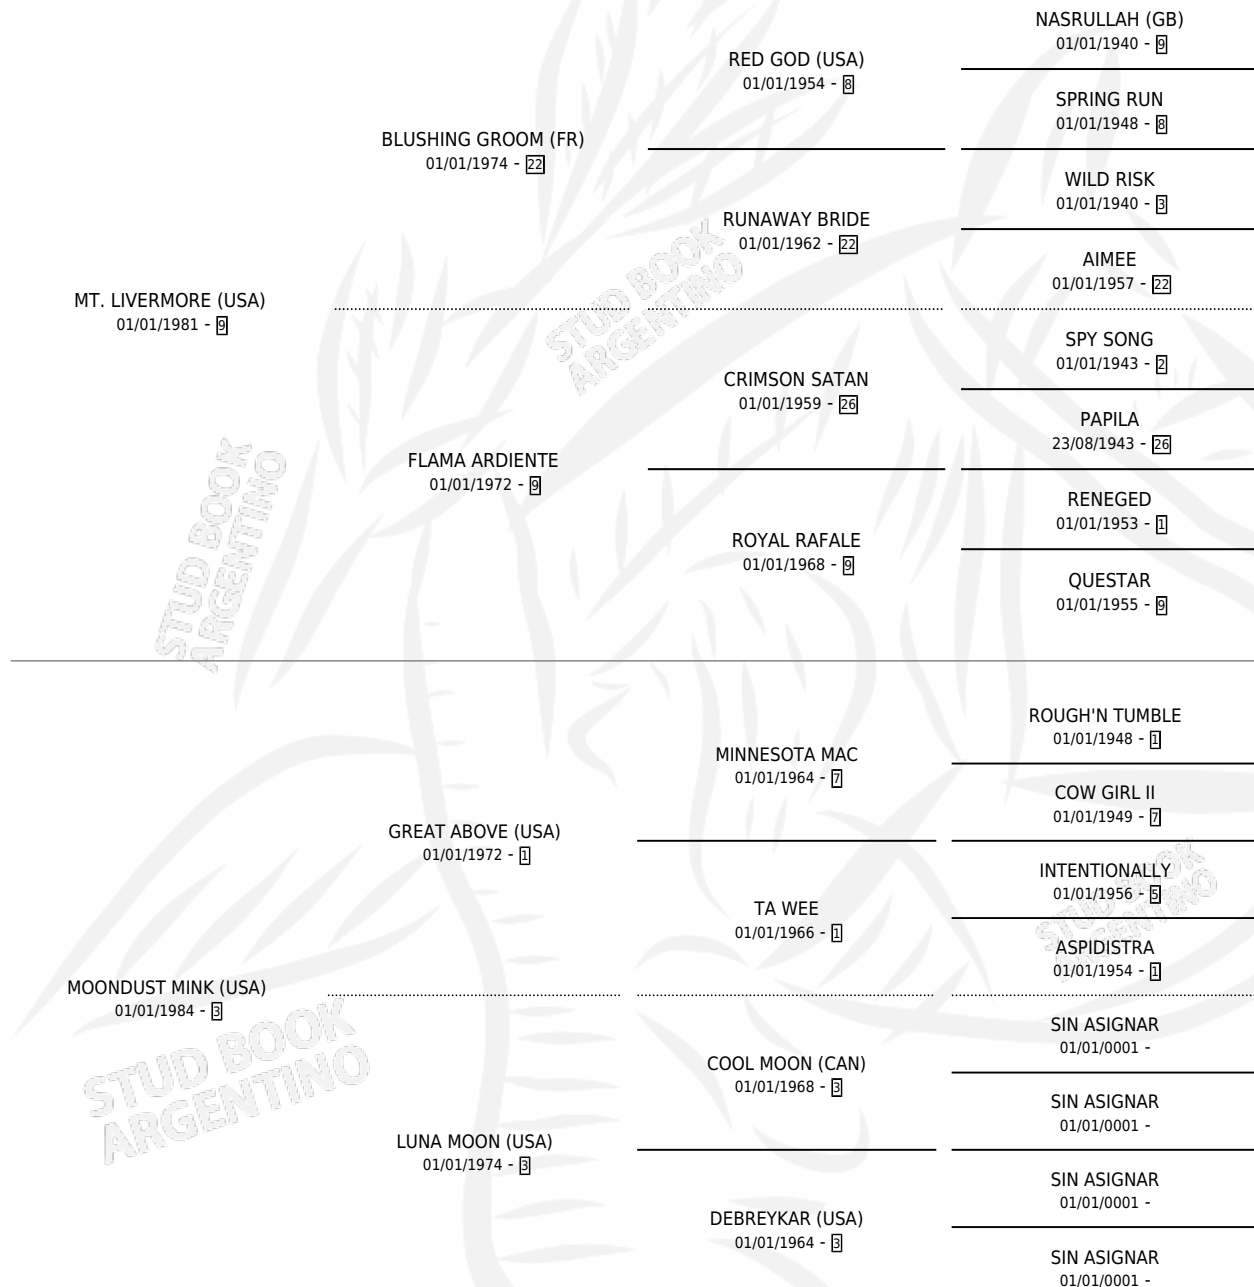 NASRULLAH (GB)
01/01/1940 - 9
RED GOD (USA)
01/01/1954 - 8
SPRING RUN
01/01/1948 - 8
BLUSHING GROOM (FR)
01/01/1974 - 22
WILD RISK
01/01/1940 - 3
RUNAWAY BRIDE
01/01/1962 - 22
AIMEE
01/01/1957 - 22
MT. LIVERMORE (USA)
01/01/1981 - 9
SPY SONG
01/01/1943 - 2
CRIMSON SATAN
01/01/1959 - 26
PAPILA
23/08/1943 - 26
FLAMA ARDIENTE
01/01/1972 - 9
RENEGED
01/01/1953 - 1
ROYAL RAFALE
01/01/1968 - 9
QUESTAR
01/01/1955 - 9
ROUGH'N TUMBLE
01/01/1948 - 1
MINNESOTA MAC
01/01/1964 - 7
COW GIRL II
01/01/1949 - 7
GREAT ABOVE (USA)
01/01/1972 - 1
INTENTIONALLY
01/01/1956 - 5
TA WEE
01/01/1966 - 1
ASPIDISTRA
01/01/1954 - 1
MOONDUST MINK (USA)
01/01/1984 - 3
SIN ASIGNAR
01/01/0001 -
COOL MOON (CAN)
01/01/1968 - 3
SIN ASIGNAR
01/01/0001 -
LUNA MOON (USA)
01/01/1974 - 3
SIN ASIGNAR
01/01/0001 -
DEBREYKAR (USA)
01/01/1964 - 3
SIN ASIGNAR
01/01/0001 -
STUD BOOK
ARGENTINO
STUD BOOK
ARGENTINO
STUD BOOK
ARGENTINO
STUD BOOK
ARGENTINO